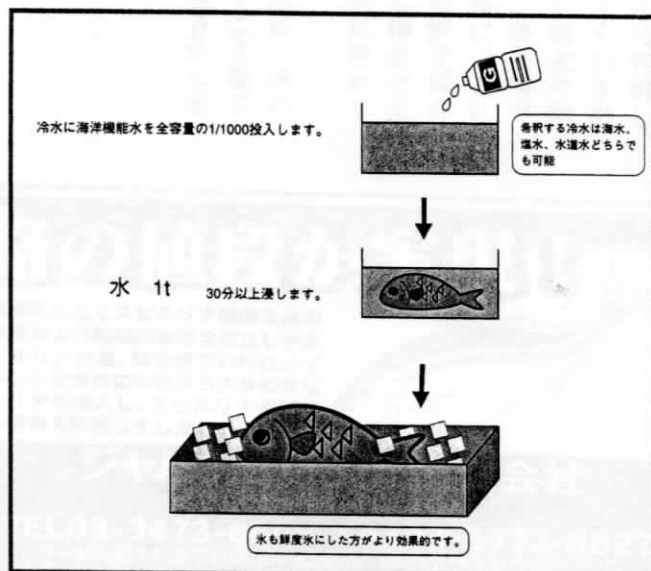 G
冷水に海洋機能水を全容量の1/1000投入します。
希釈する冷水は海水、
塩水、水道水どちらで
も可能
水 1t
30分以上浸します。
氷も鮮度氷にした方がより効果的です。